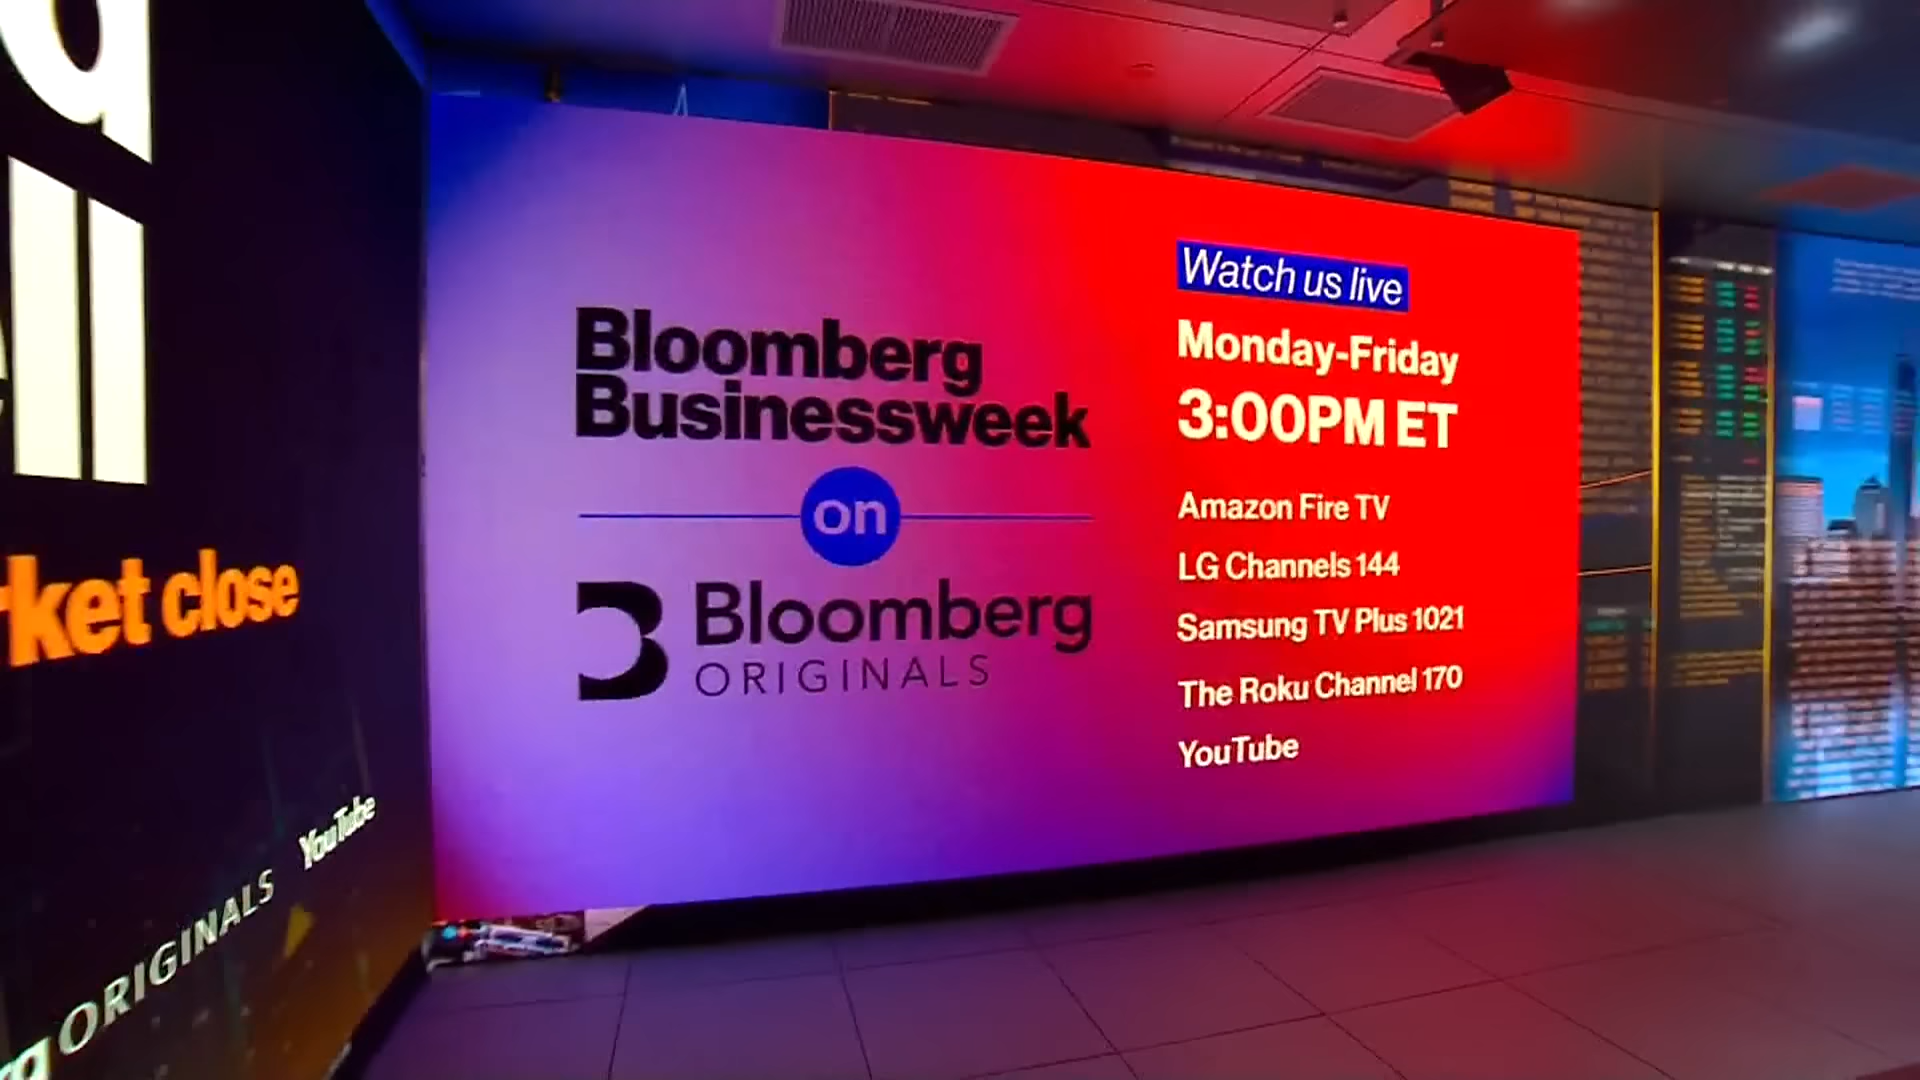 rket close
YouTube
ORIGINALS
Bloomberg
Businessweek
on
Bloomberg
ORIGINALS
Watch us live
Monday-Friday
3:00PM ET
Amazon Fire TV
LG Channels 144
Samsung TV Plus 1021
The Roku Channel 170
YouTube